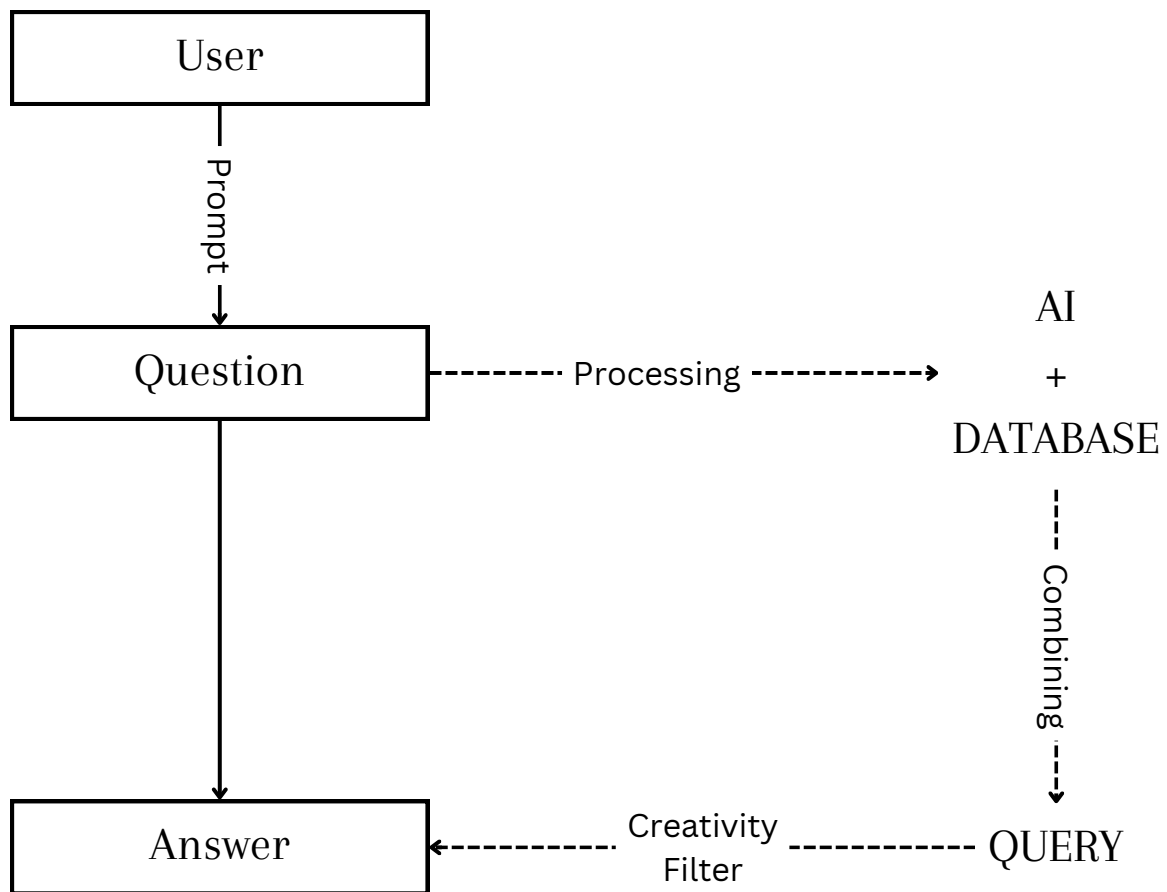 User
Prompt
Question
Processing
AI
+
DATABASE
Combining
Answer
Creativity
Filter
QUERY